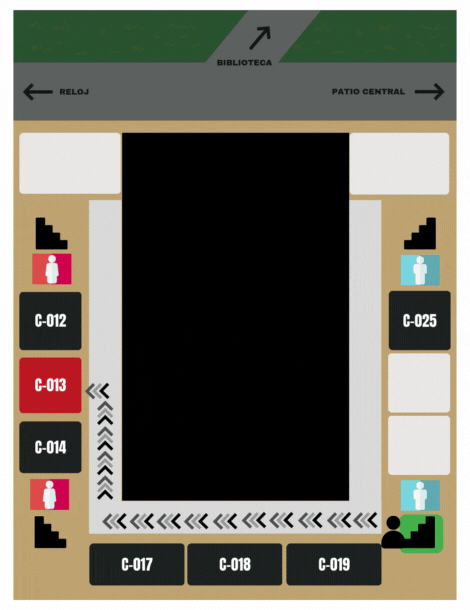 BIBLIOTECA
RELOJ
PATIO CENTRAL
C-012
C-025
C-013
C-014
C-017
C-018
C-019